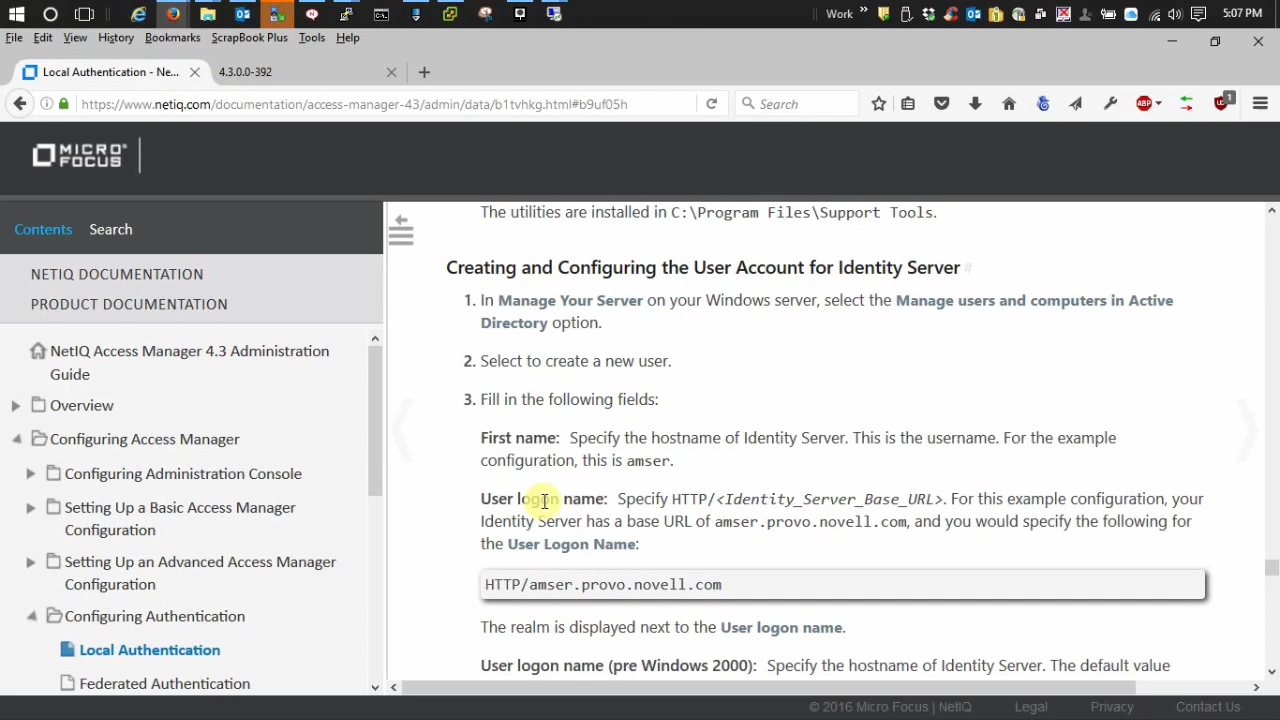 Work
5:07 PM
File Edit View History Bookmarks ScrapBook Plus Tools Help
Local Authentication - Ne...
4.3.0.0-392
https://www.netiq.com/documentation/access-manager-43/admin/data/b1tvhkg.html#b9uf05h
Search
ABP
1
MICRO
FOCUS
Contents Search
NETIQ DOCUMENTATION
PRODUCT DOCUMENTATION
NetIQ Access Manager 4.3 Administration
Guide
Overview
Configuring Access Manager
Configuring Administration Console
Setting Up a Basic Access Manager
Configuration
Setting Up an Advanced Access Manager
Configuration
Configuring Authentication
Local Authentication
Federated Authentication
The utilities are installed in C:\Program Files\Support Tools.
Creating and Configuring the User Account for Identity Server #
1. In Manage Your Server on your Windows server, select the Manage users and computers in Active
Directory option.
2. Select to create a new user.
3. Fill in the following fields:
First name: Specify the hostname of Identity Server. This is the username. For the example
configuration, this is amser.
User logon name: Specify HTTP/<Identity_Server_Base_URL>. For this example configuration, your
Identity Server has a base URL of amser.provo.novell.com, and you would specify the following for
the User Logon Name:
HTTP/amser.provo.novell.com
The realm is displayed next to the User logon name.
User logon name (pre Windows 2000): Specify the hostname of Identity Server. The default value
© 2016 Micro Focus | NetIQ Legal Privacy Contact Us